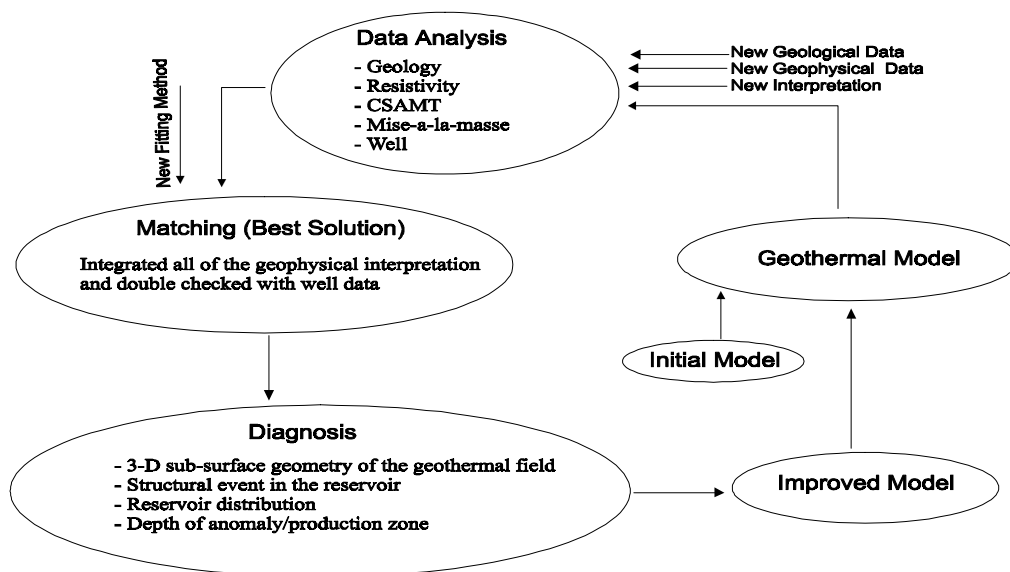 Data Analysis
- Geology
- Resistivity
- CSAMT
- Mise-a-la-masse
- Well
New Geological Data
New Geophysical Data
New Interpretation
New Fitting Method
Matching (Best Solution)
Integrated all of the geophysical interpretation
and double checked with well data
Geothermal Model
Initial Model
Diagnosis
- 3-D sub-surface geometry of the geothermal field
- Structural event in the reservoir
- Reservoir distribution
- Depth of anomaly/production zone
Improved Model